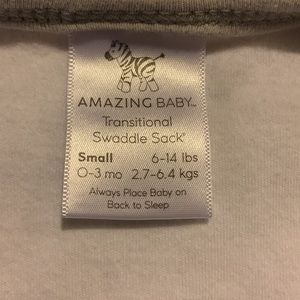 AMAZING BABY™
Transitional
Swaddle Sack®
Small 6-14 lbs
0-3 mo 2.7-6.4 kgs
Always Place Baby on
Back to Sleep